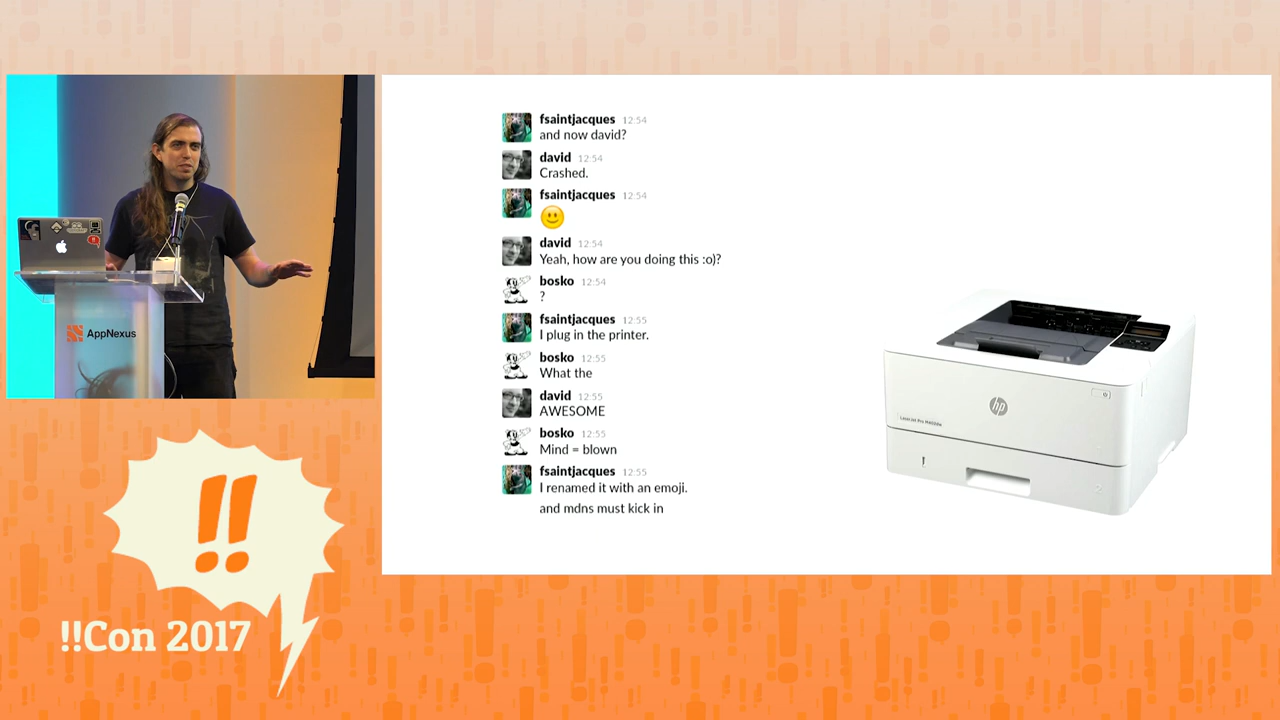 AppNexus
!!
!!Con 2017
fsaintjacques 12:54
and now david?
david 12:54
Crashed.
fsaintjacques 12:54
🙂
david 12:54
Yeah, how are you doing this :o)?
bosko 12:54
?
fsaintjacques 12:55
I plug in the printer.
bosko 12:55
What the
david 12:55
AWESOME
bosko 12:55
Mind = blown
fsaintjacques 12:55
I renamed it with an emoji.
and mdns must kick in
hp